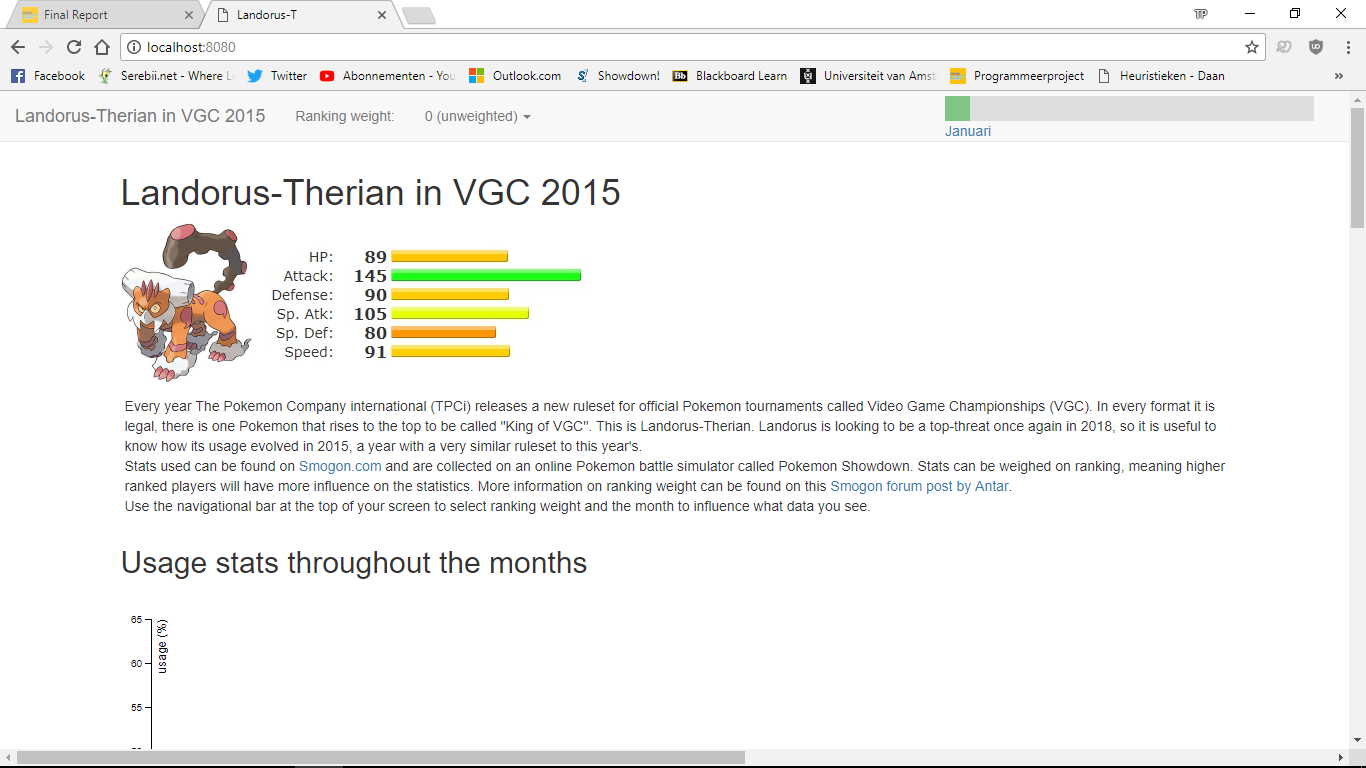 Final Report
Landorus-T
TP
localhost:8080
Facebook
Serebii.net - Where L
Twitter
Abonnementen - You
Outlook.com
Showdown!
Bb Blackboard Learn
Universiteit van Amst
Programmeerproject
Heuristieken - Daan
»
Landorus-Therian in VGC 2015
Ranking weight:
0 (unweighted)
Januari
Landorus-Therian in VGC 2015
HP: 89
Attack: 145
Defense: 90
Sp. Atk: 105
Sp. Def: 80
Speed: 91
Every year The Pokemon Company international (TPCi) releases a new ruleset for official Pokemon tournaments called Video Game Championships (VGC). In every format it is
legal, there is one Pokemon that rises to the top to be called "King of VGC". This is Landorus-Therian. Landorus is looking to be a top-threat once again in 2018, so it is useful to
know how its usage evolved in 2015, a year with a very similar ruleset to this year's.
Stats used can be found on Smogon.com and are collected on an online Pokemon battle simulator called Pokemon Showdown. Stats can be weighed on ranking, meaning higher
ranked players will have more influence on the statistics. More information on ranking weight can be found on this Smogon forum post by Antar.
Use the navigational bar at the top of your screen to select ranking weight and the month to influence what data you see.
Usage stats throughout the months
65
usage (%)
60
55